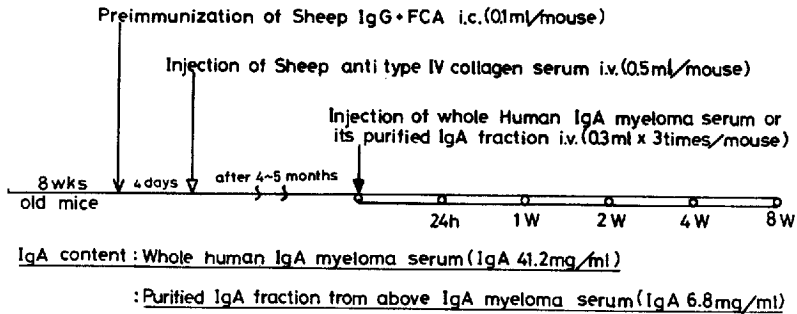 Preimmunization of Sheep IgG+FCA i.c.(0.1ml/mouse)
Injection of Sheep anti type IV collagen serum i.v.(0.5ml/mouse)
Injection of whole Human IgA myeloma serum or
its purified IgA fraction i.v.(0.3ml × 3times/mouse)
8wks 4days after 4~5 months
old mice
24h 1W 2W 4W 8W
IgA content : Whole human IgA myeloma serum (IgA 41.2mg/ml)
: Purified IgA fraction from above IgA myeloma serum (IgA 6.8mg/ml)